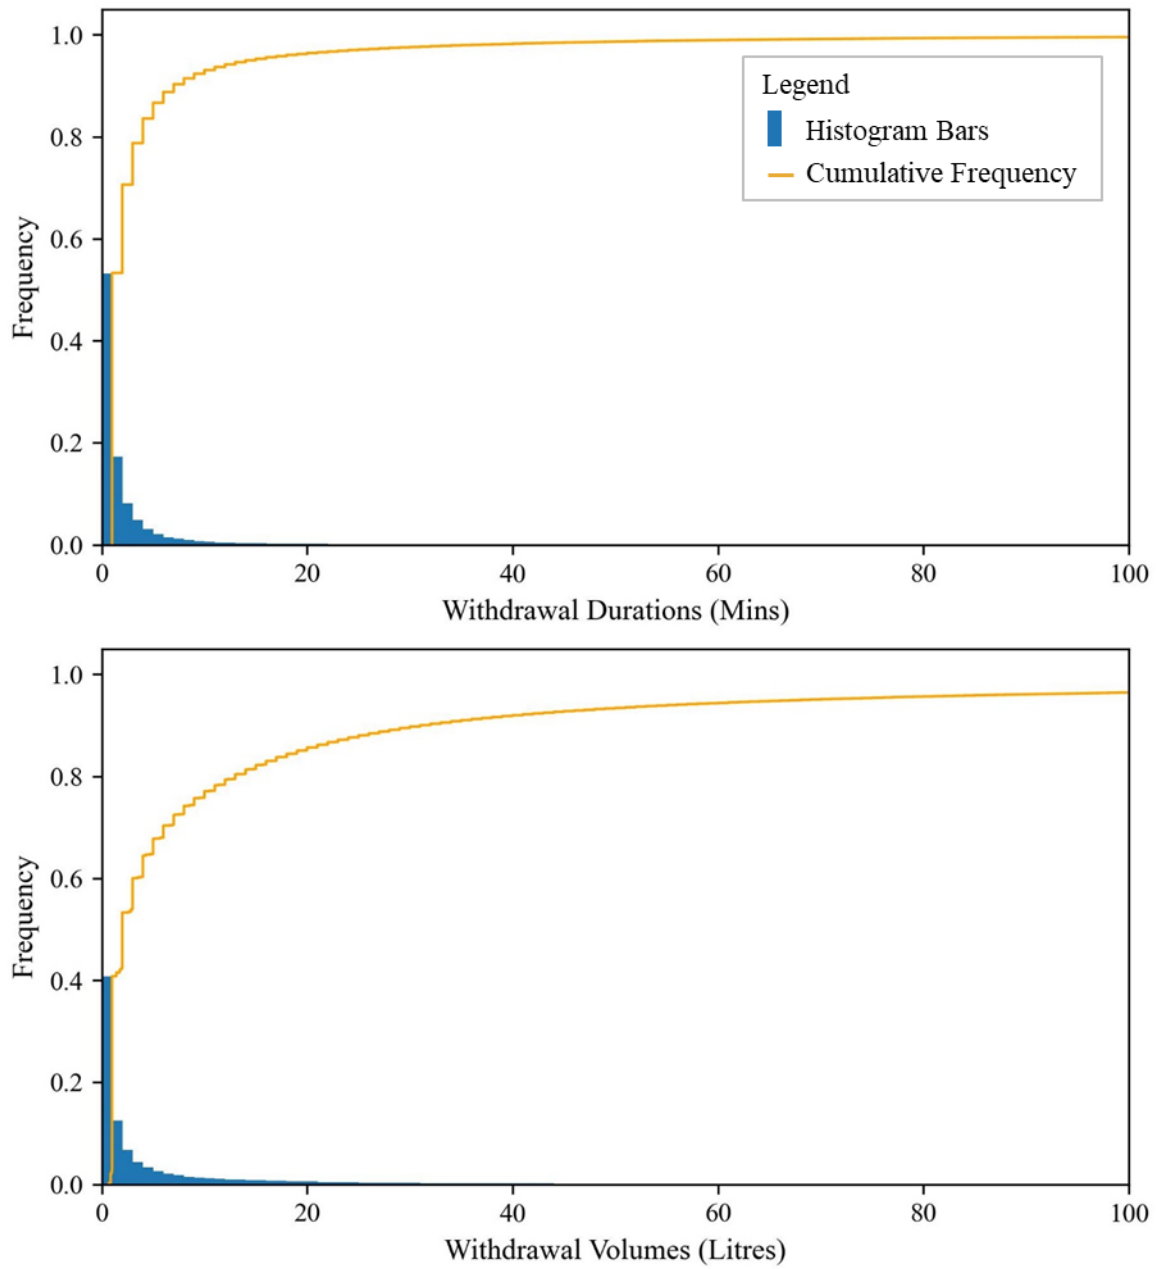 1.0
Legend
Histogram Bars
Cumulative Frequency
0.8
0.6
0.4
0.2
0.0
Frequency
0 20 40 60 80 100
Withdrawal Durations (Mins)
1.0
0.8
0.6
0.4
0.2
0.0
Frequency
0 20 40 60 80 100
Withdrawal Volumes (Litres)